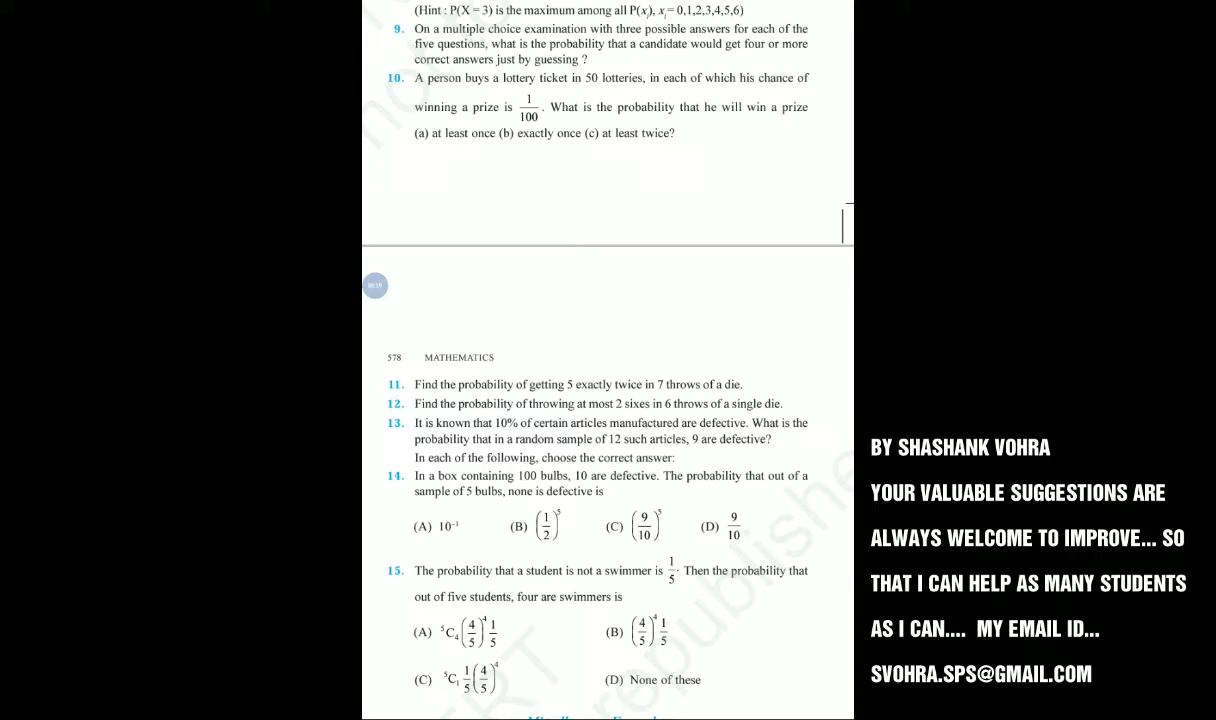 (Hint : P(X = 3) is the maximum among all P(xᵢ), xᵢ = 0,1,2,3,4,5,6)
9. On a multiple choice examination with three possible answers for each of the
five questions, what is the probability that a candidate would get four or more
correct answers just by guessing ?
10. A person buys a lottery ticket in 50 lotteries, in each of which his chance of
winning a prize is 1/100. What is the probability that he will win a prize
(a) at least once (b) exactly once (c) at least twice?
578 MATHEMATICS
11. Find the probability of getting 5 exactly twice in 7 throws of a die.
12. Find the probability of throwing at most 2 sixes in 6 throws of a single die.
13. It is known that 10% of certain articles manufactured are defective. What is the
probability that in a random sample of 12 such articles, 9 are defective?
In each of the following, choose the correct answer:
14. In a box containing 100 bulbs, 10 are defective. The probability that out of a
sample of 5 bulbs, none is defective is
(A) 10⁻¹ (B) (1/2)⁵ (C) (9/10)⁵ (D) 9/10
15. The probability that a student is not a swimmer is 1/5. Then the probability that
out of five students, four are swimmers is
(A) ⁵C₄ (4/5)⁴ 1/5 (B) (4/5)⁴ 1/5
(C) ⁵C₁ 1/5 (4/5)⁴ (D) None of these
BY SHASHANK VOHRA
YOUR VALUABLE SUGGESTIONS ARE
ALWAYS WELCOME TO IMPROVE... SO
THAT I CAN HELP AS MANY STUDENTS
AS I CAN.... MY EMAIL ID...
SVOHRA.SPS@GMAIL.COM